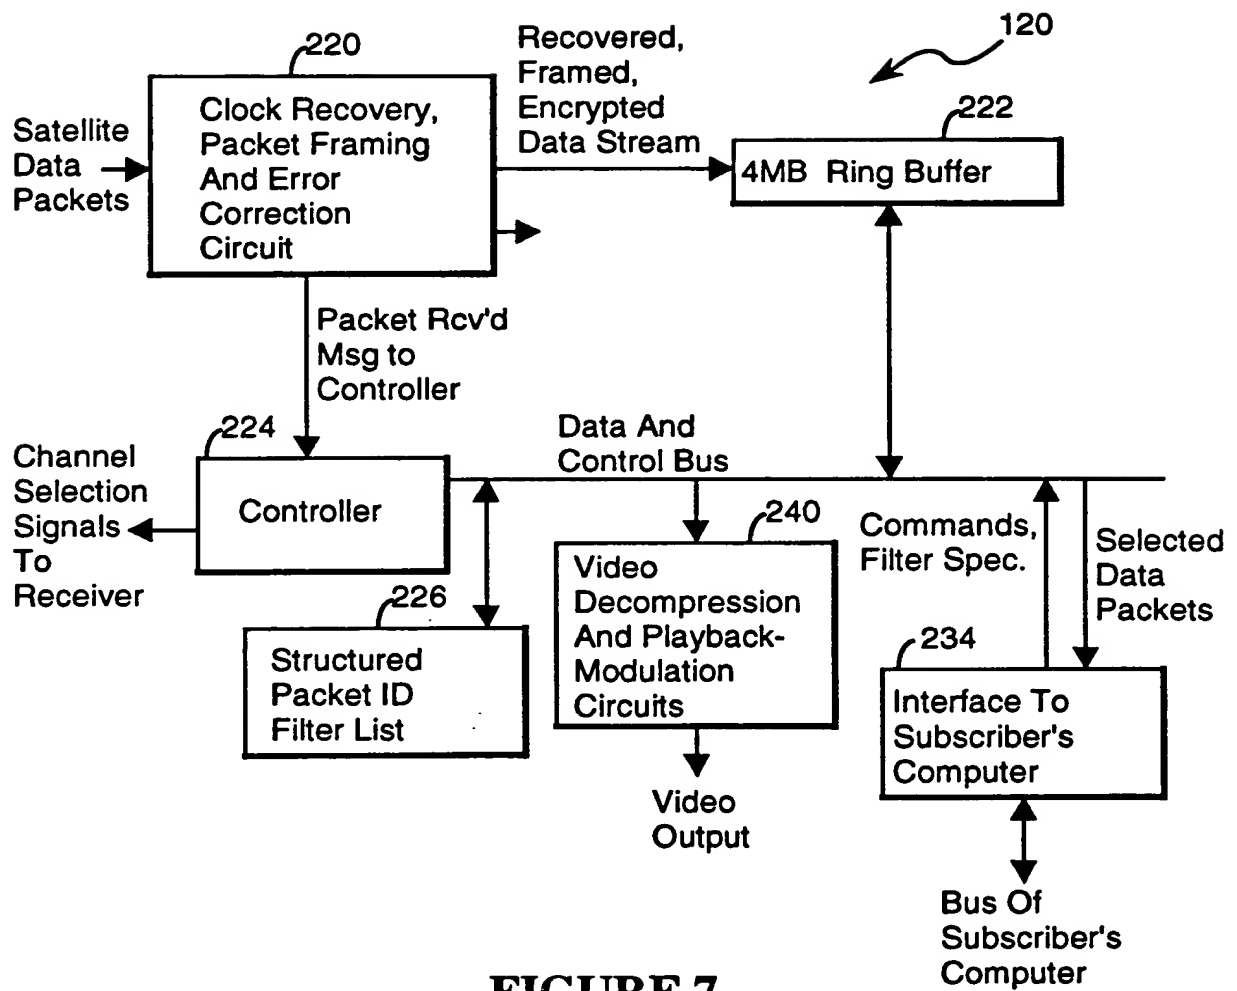 120
220
Recovered,
Framed,
Encrypted
Data Stream
Satellite
Data
Packets
Clock Recovery,
Packet Framing
And Error
Correction
Circuit
222
4MB Ring Buffer
Packet Rcv'd
Msg to
Controller
224
Channel
Selection
Signals
To
Receiver
Controller
Data And
Control Bus
226
Structured
Packet ID
Filter List
240
Video
Decompression
And Playback-
Modulation
Circuits
Video
Output
Commands,
Filter Spec.
Selected
Data
Packets
234
Interface To
Subscriber's
Computer
Bus Of
Subscriber's
Computer
FIGURE 7